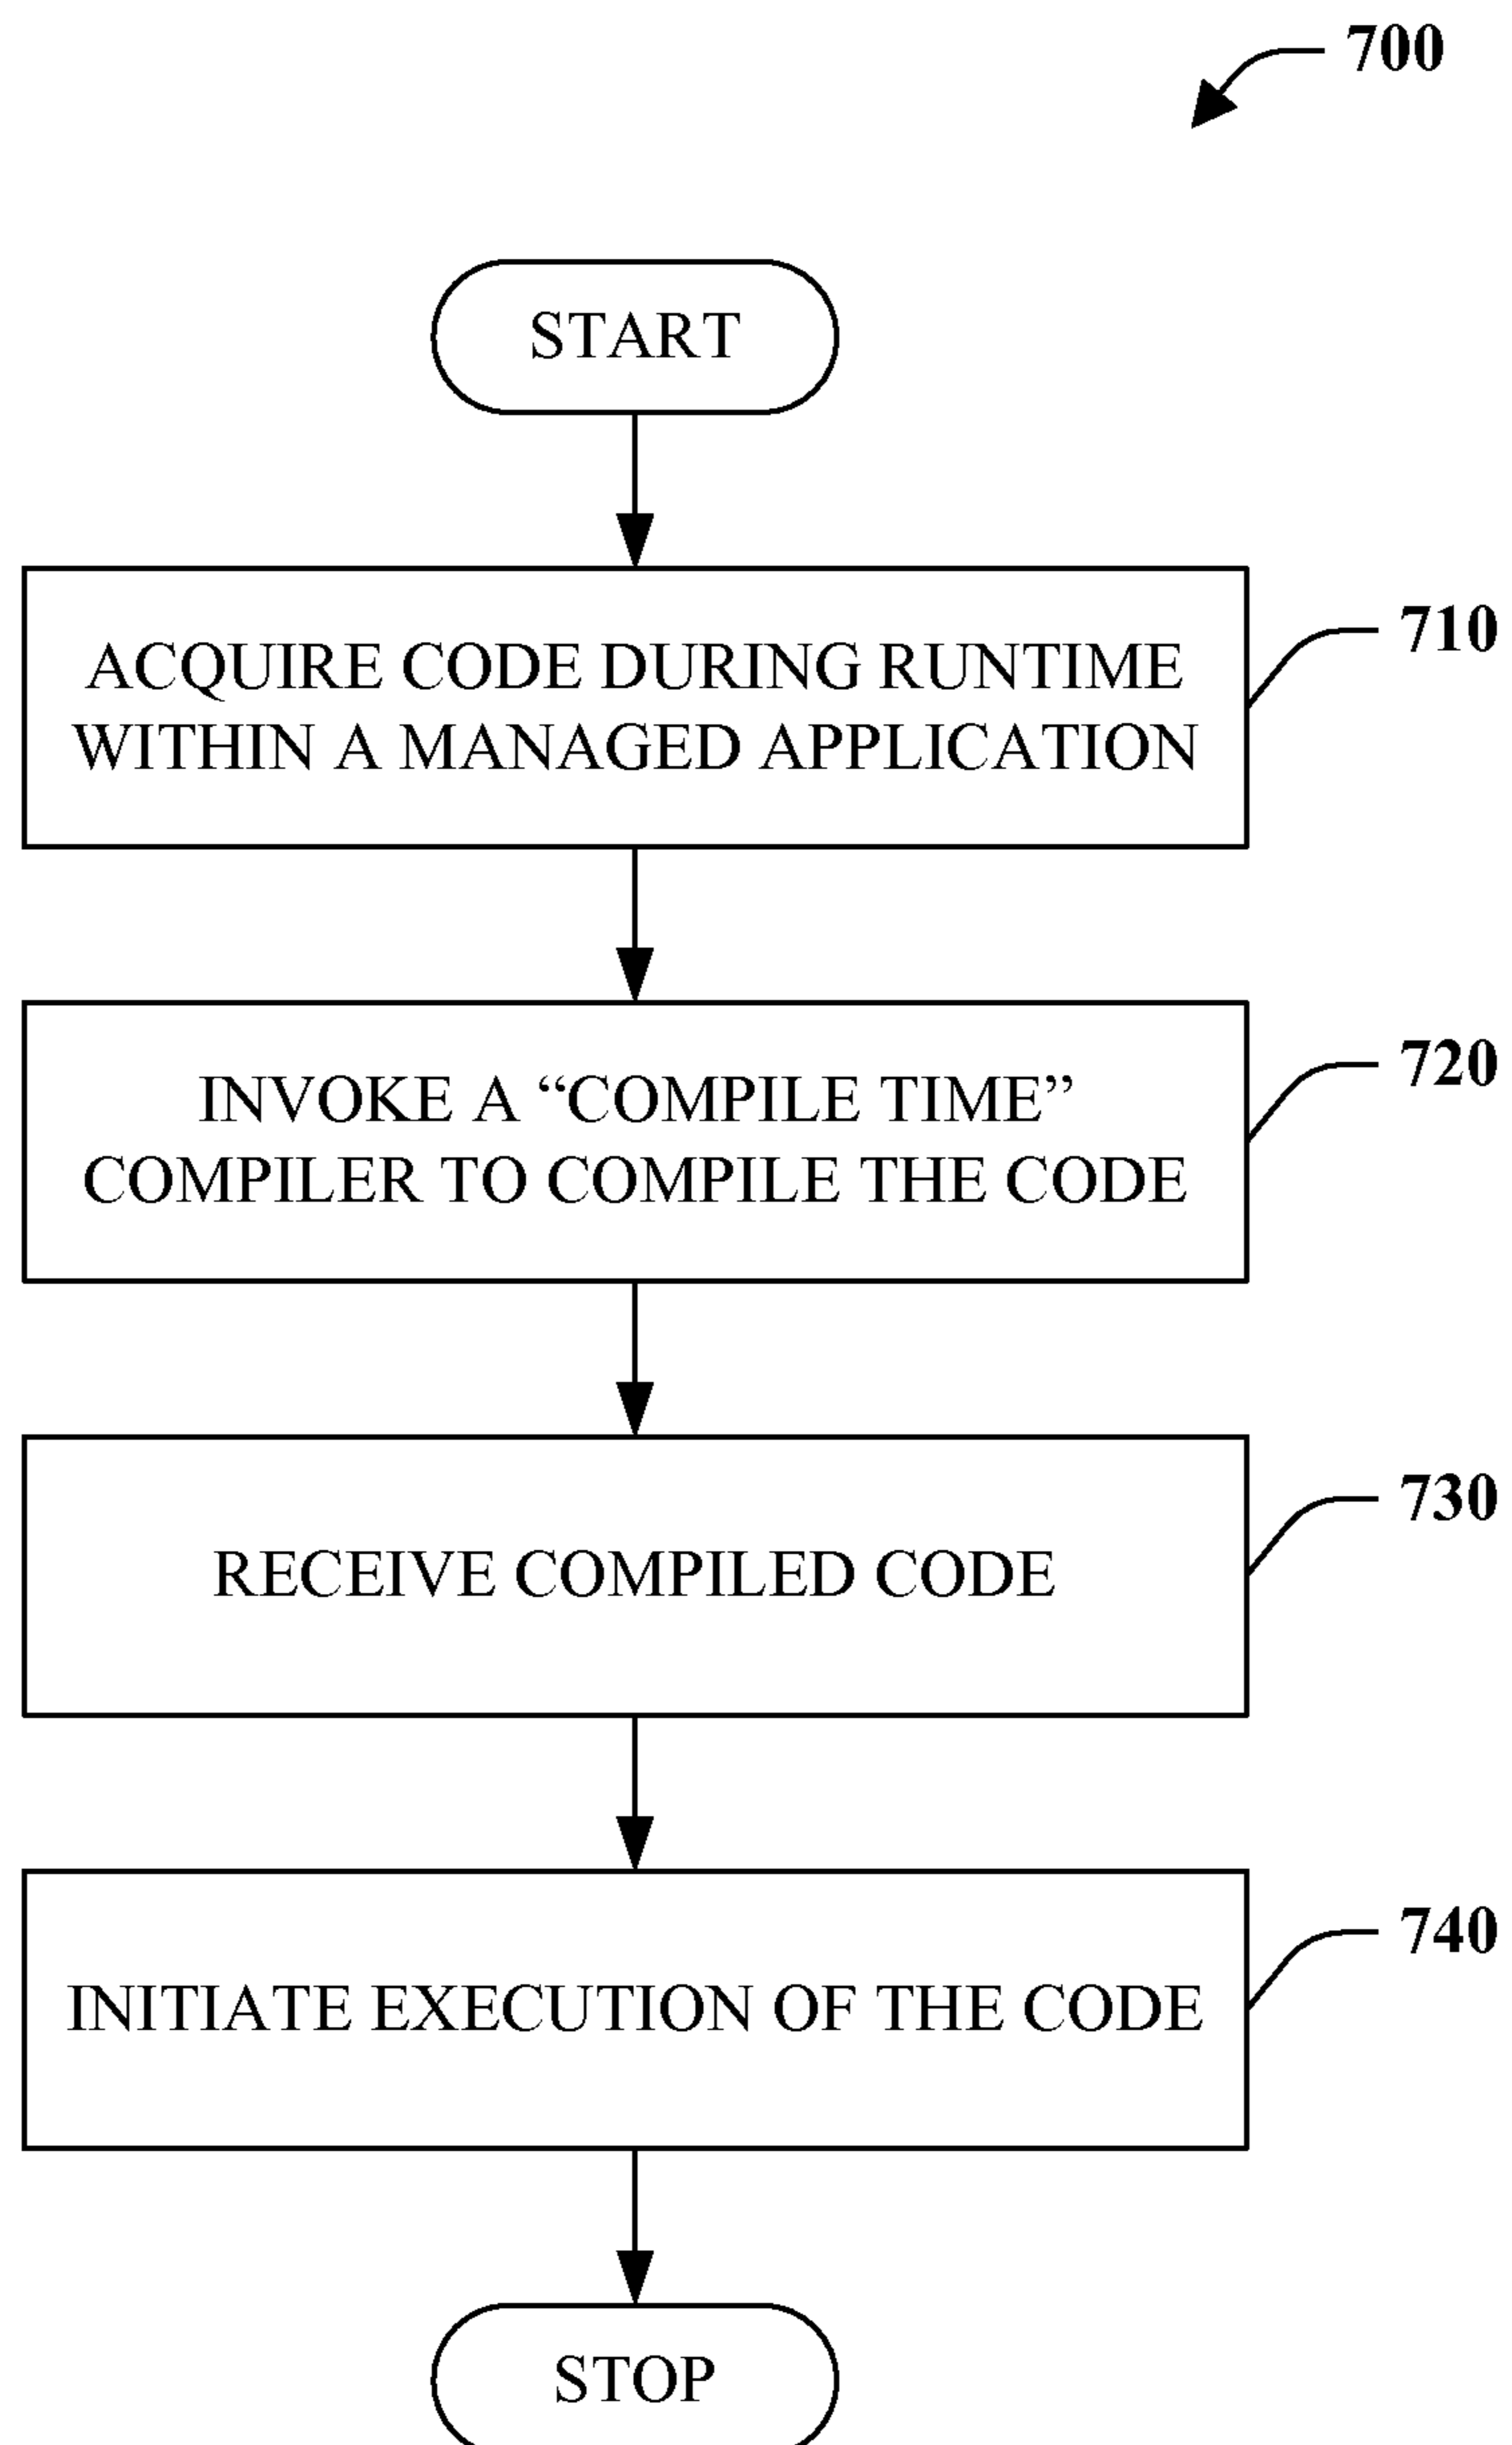 700
START
ACQUIRE CODE DURING RUNTIME
WITHIN A MANAGED APPLICATION
710
INVOKE A “COMPILE TIME”
COMPILER TO COMPILE THE CODE
720
RECEIVE COMPILED CODE
730
INITIATE EXECUTION OF THE CODE
740
STOP